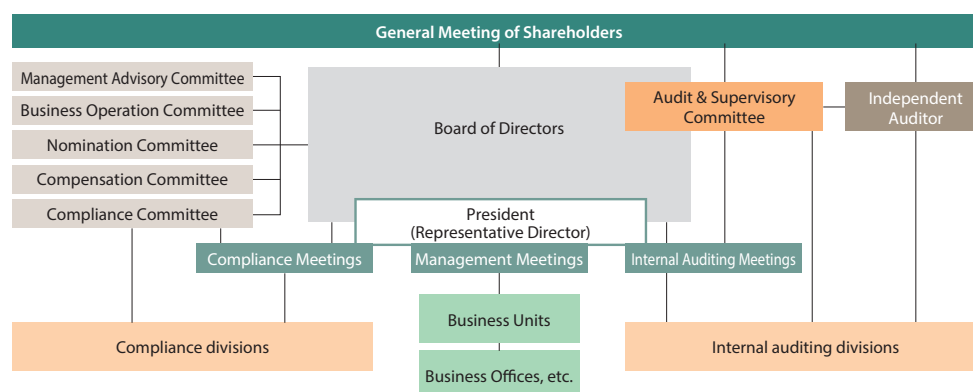 General Meeting of Shareholders
Management Advisory Committee
Business Operation Committee
Nomination Committee
Compensation Committee
Compliance Committee
Board of Directors
Audit & Supervisory
Committee
Independent
Auditor
President
(Representative Director)
Compliance Meetings
Management Meetings
Internal Auditing Meetings
Business Units
Compliance divisions
Internal auditing divisions
Business Offices, etc.